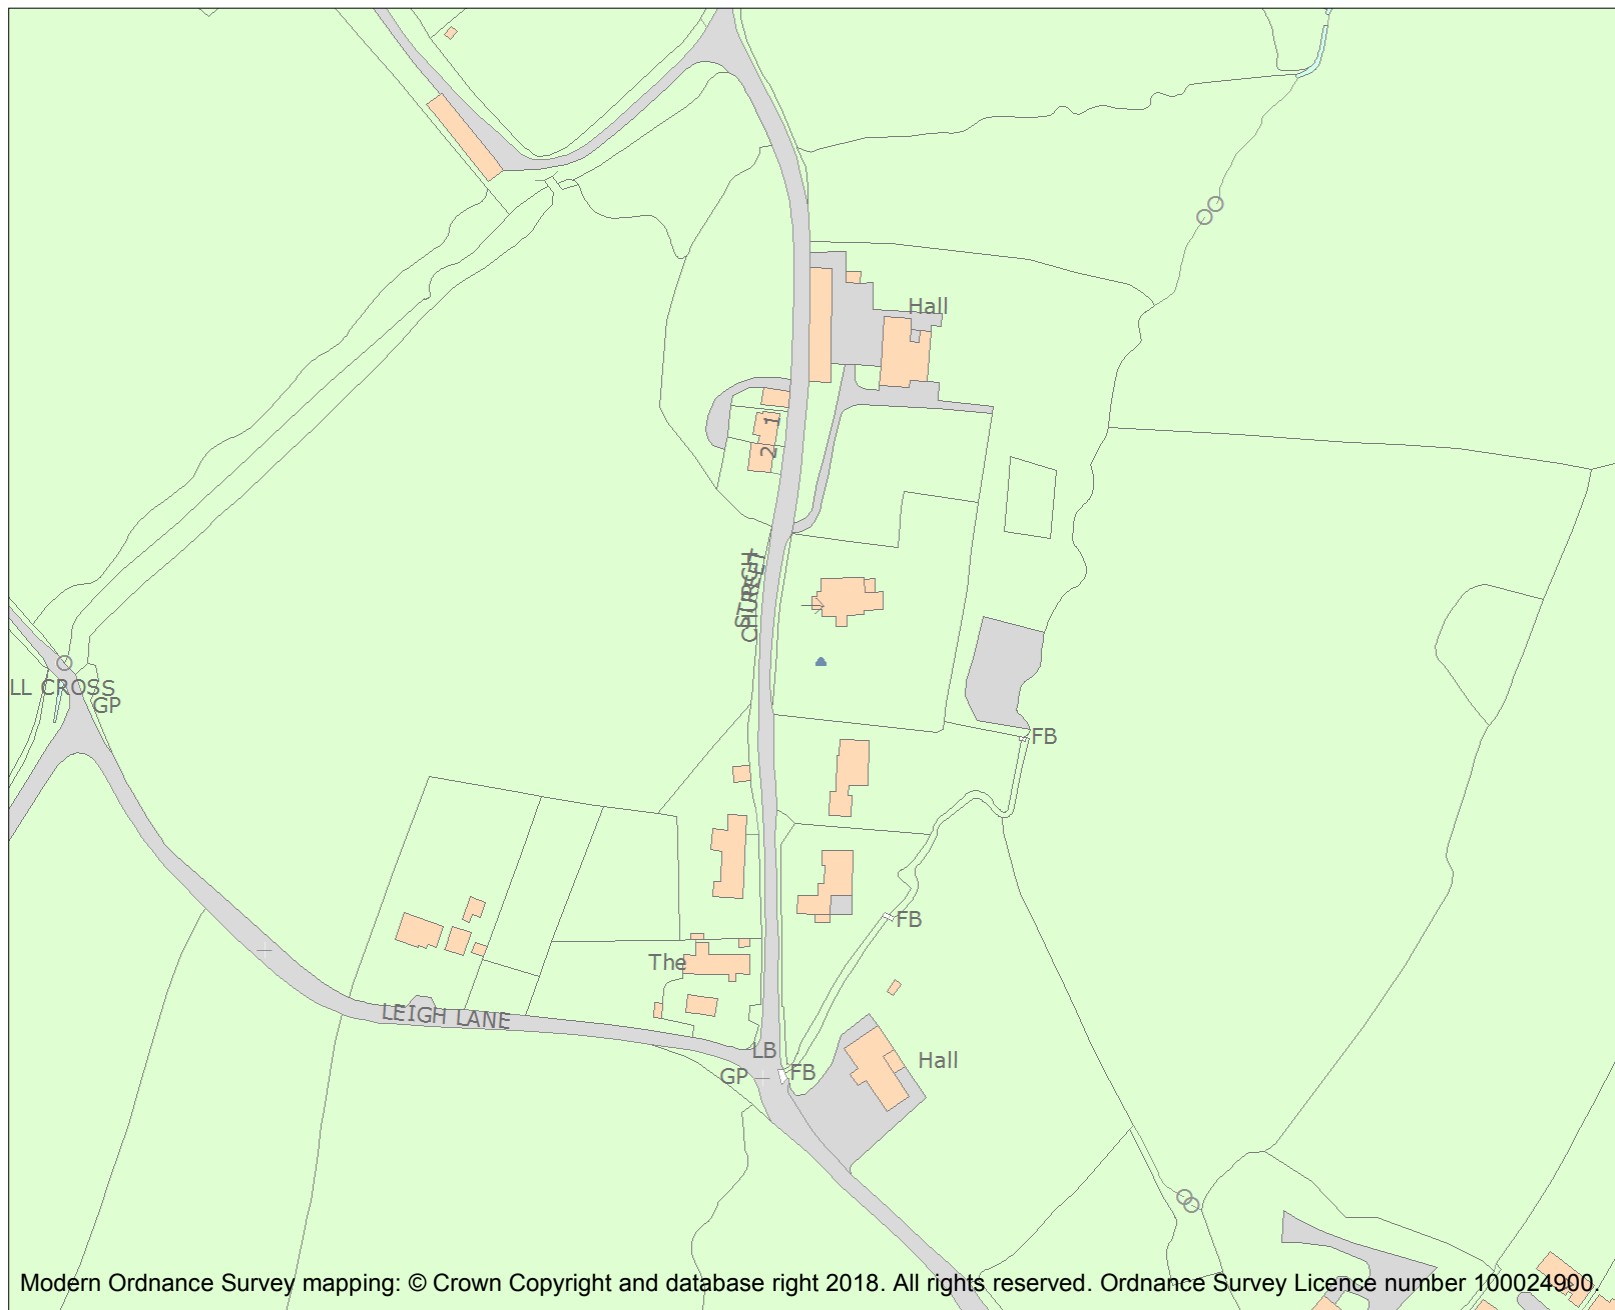 Hall
1
2
CHURCH
STREET
LL CROSS
GP
FB
FB
The
LEIGH LANE
LB
GP
FB
Hall
Modern Ordnance Survey mapping: © Crown Copyright and database right 2018. All rights reserved. Ordnance Survey Licence number 100024900.